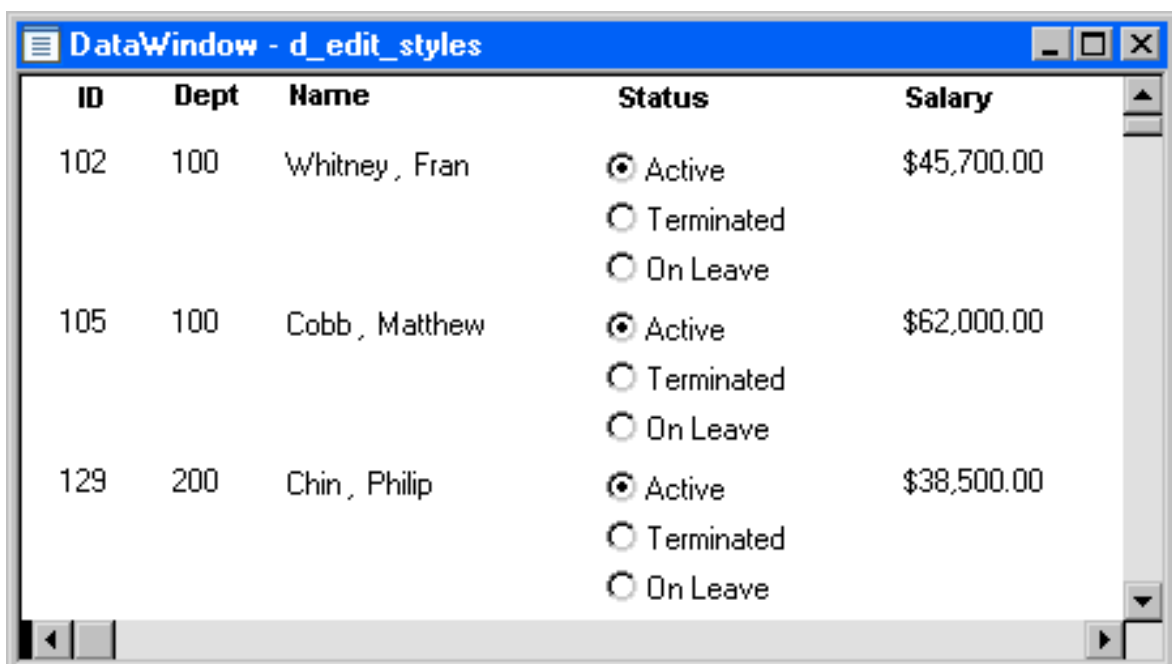 DataWindow - d_edit_styles
ID Dept Name Status Salary
102 100 Whitney , Fran Active $45,700.00
Terminated
On Leave
105 100 Cobb , Matthew Active $62,000.00
Terminated
On Leave
129 200 Chin , Philip Active $38,500.00
Terminated
On Leave